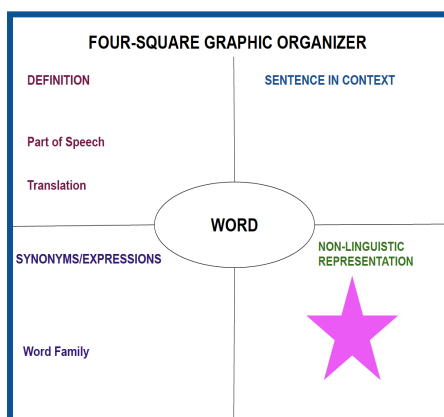 FOUR-SQUARE GRAPHIC ORGANIZER
DEFINITION
SENTENCE IN CONTEXT
Part of Speech
Translation
WORD
SYNONYMS/EXPRESSIONS
NON-LINGUISTIC
REPRESENTATION
Word Family